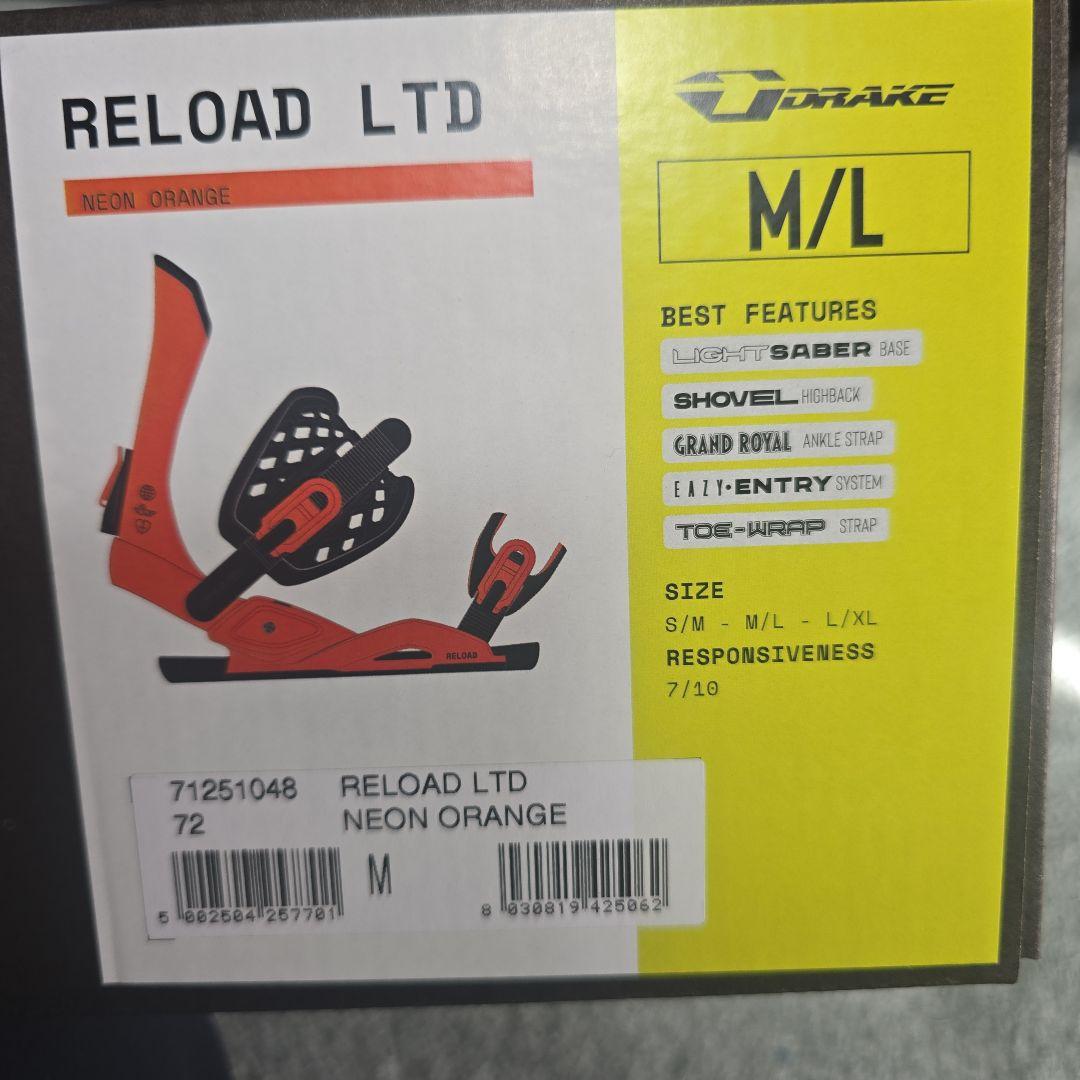 RELOAD LTD
NEON ORANGE
RELOAD
DRAKE
M/L
BEST FEATURES
LIGHTSABER BASE
SHOVEL HIGHBACK
GRAND ROYAL ANKLE STRAP
EAZY·ENTRY SYSTEM
TOE-WRAP STRAP
SIZE
S/M - M/L - L/XL
RESPONSIVENESS
7/10
71251048 RELOAD LTD
72 NEON ORANGE
M
5 002504 257701
8 030819 425062